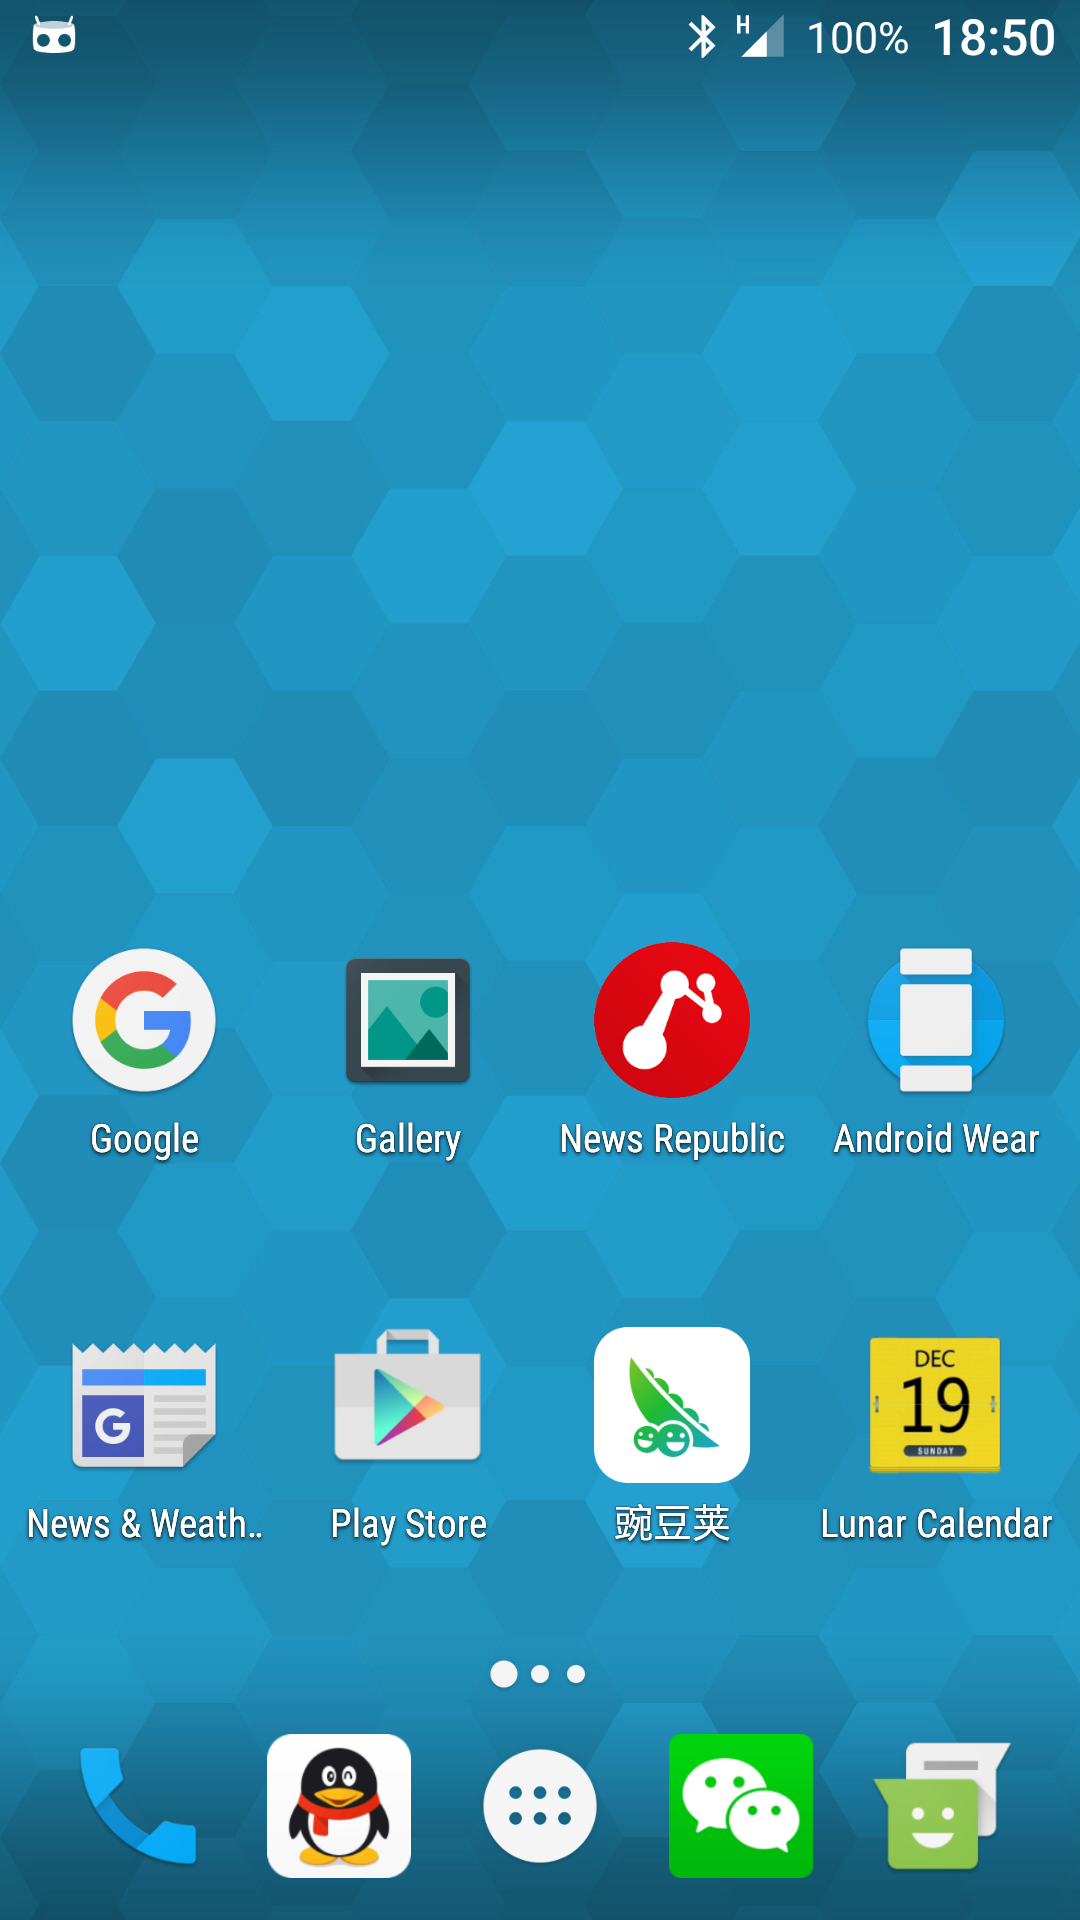 H 100% 18:50
Google Gallery News Republic Android Wear
DEC
19
SUNDAY
News & Weath.. Play Store 豌豆荚 Lunar Calendar